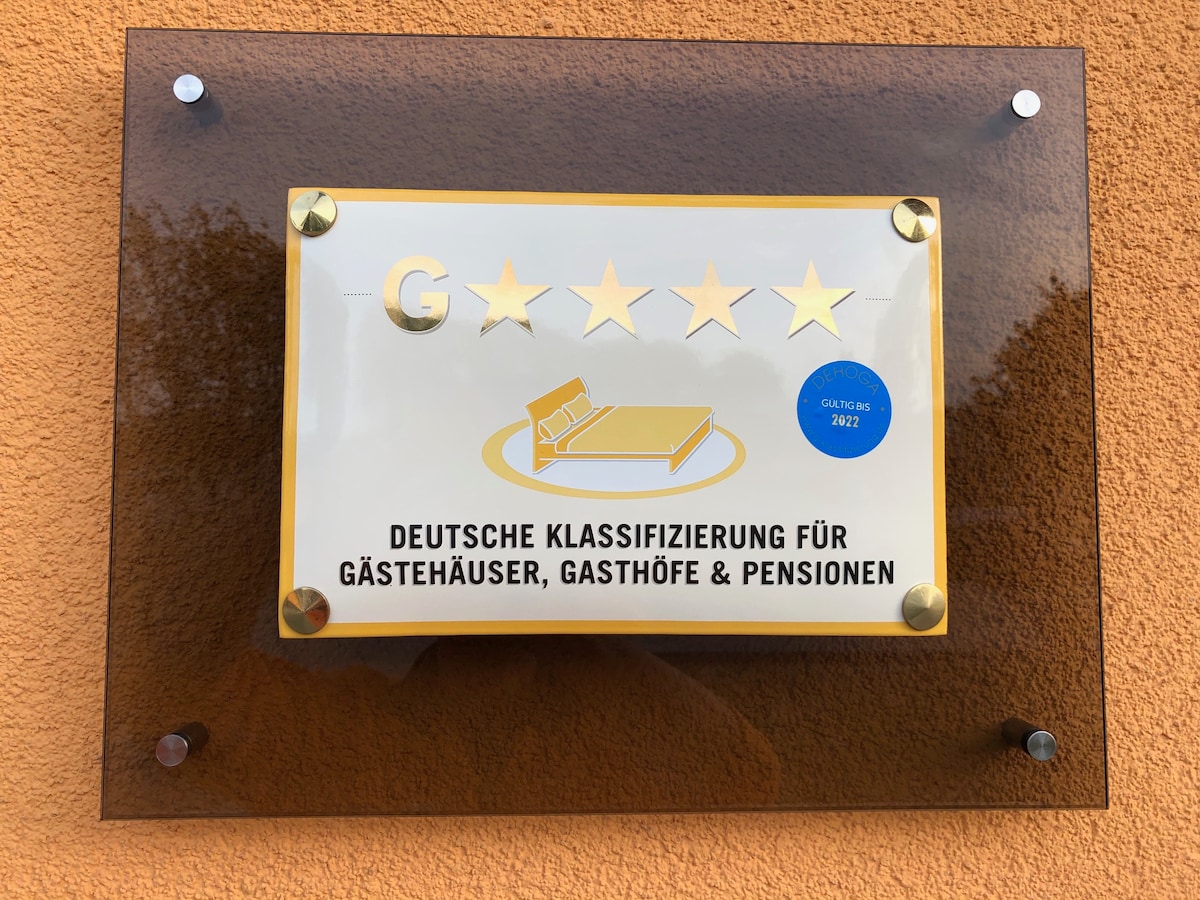 G★★★★
DEHOGA
GÜLTIG BIS
2022
DEUTSCHE KLASSIFIZIERUNG FÜR
GÄSTEHÄUSER, GASTHÖFE & PENSIONEN